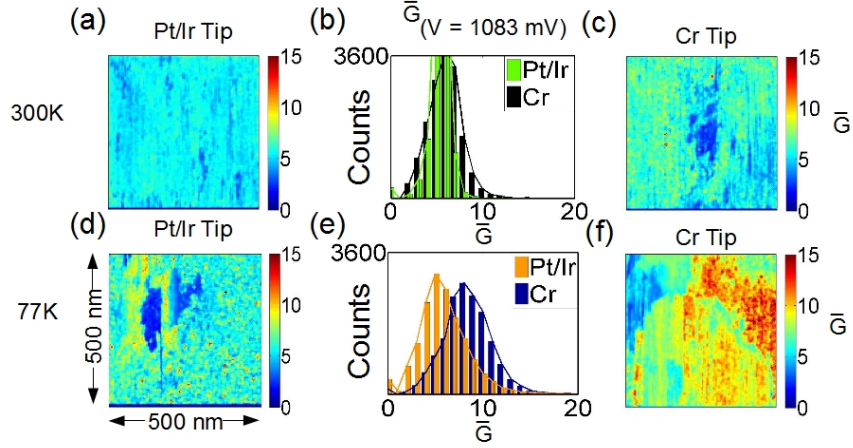 (a)
Pt/Ir Tip
15
10
5
0
300K
(b)
G̅
(V = 1083 mV)
3600
Counts
Pt/Ir
Cr
0
10
20
G̅
(c)
Cr Tip
15
10
5
0
G̅
(d)
Pt/Ir Tip
15
10
5
0
77K
500 nm
500 nm
(e)
3600
Counts
Pt/Ir
Cr
0
10
20
G̅
(f)
Cr Tip
15
10
5
0
G̅